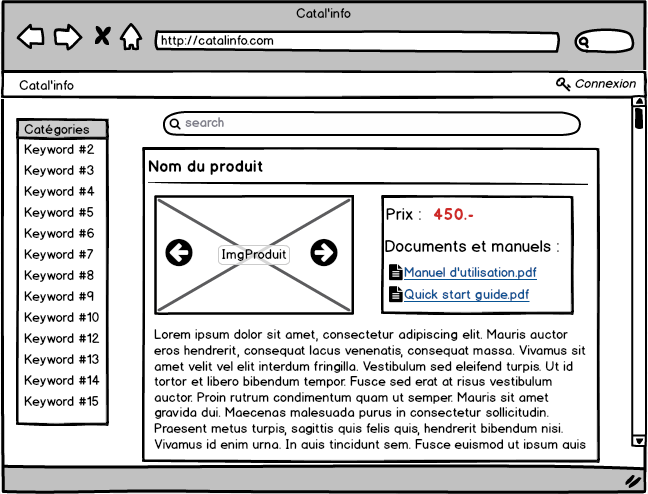 Catal'info
http://catalinfo.com
Catal'info
Connexion
search
Catégories
Keyword #2
Keyword #3
Keyword #4
Keyword #5
Keyword #6
Keyword #7
Keyword #8
Keyword #9
Keyword #10
Keyword #12
Keyword #13
Keyword #14
Keyword #15
Nom du produit
ImgProduit
Prix : 450.-
Documents et manuels :
Manuel d'utilisation.pdf
Quick start guide.pdf
Lorem ipsum dolor sit amet, consectetur adipiscing elit. Mauris auctor
eros hendrerit, consequat lacus venenatis, consequat massa. Vivamus sit
amet velit vel elit interdum fringilla. Vestibulum sed eleifend turpis. Ut id
tortor et libero bibendum tempor. Fusce sed erat at risus vestibulum
auctor. Proin rutrum condimentum quam ut semper. Mauris sit amet
gravida dui. Maecenas malesuada purus in consectetur sollicitudin.
Praesent metus turpis, sagittis quis felis quis, hendrerit bibendum nisi.
Vivamus id enim urna. In quis tincidunt sem. Fusce euismod ut ipsum quis